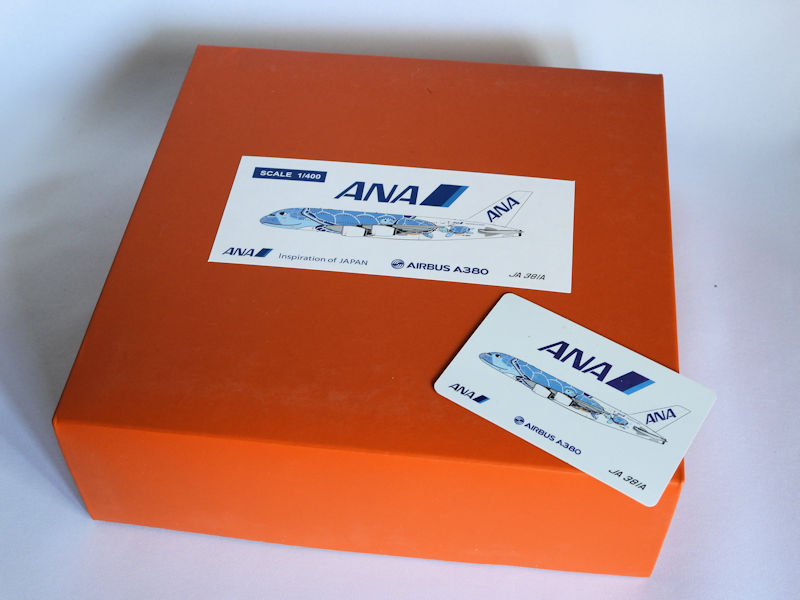 SCALE 1/400
ANA
ANA
ANA
Inspiration of JAPAN
AIRBUS A380
JA 381A
ANA
ANA
ANA
AIRBUS A380
JA 381A